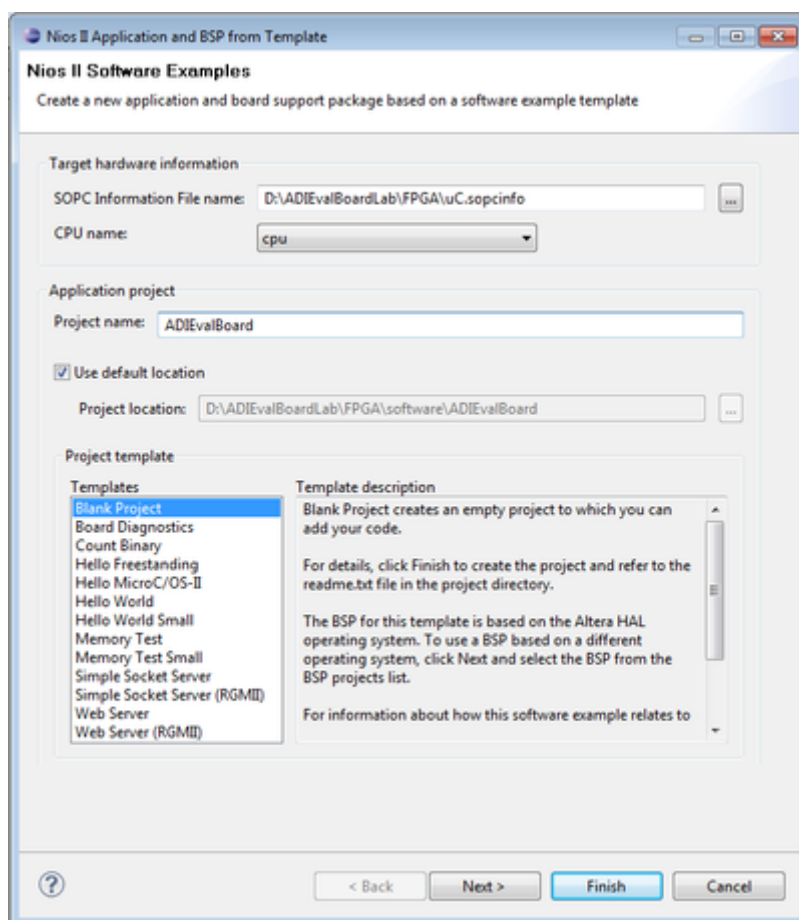 Nios II Application and BSP from Template
Nios II Software Examples
Create a new application and board support package based on a software example template
Target hardware information
SOPC Information File name: D:\ADIEvalBoardLab\FPGA\uC.sopcinfo ...
CPU name: cpu
Application project
Project name: ADIEvalBoard
Use default location
Project location: D:\ADIEvalBoardLab\FPGA\software\ADIEvalBoard ...
Project template
Templates
Blank Project
Board Diagnostics
Count Binary
Hello Freestanding
Hello MicroC/OS-II
Hello World
Hello World Small
Memory Test
Memory Test Small
Simple Socket Server
Simple Socket Server (RGMII)
Web Server
Web Server (RGMII)
Template description
Blank Project creates an empty project to which you can
add your code.
For details, click Finish to create the project and refer to the
readme.txt file in the project directory.
The BSP for this template is based on the Altera HAL
operating system. To use a BSP based on a different
operating system, click Next and select the BSP from the
BSP projects list.
For information about how this software example relates to
? < Back Next > Finish Cancel